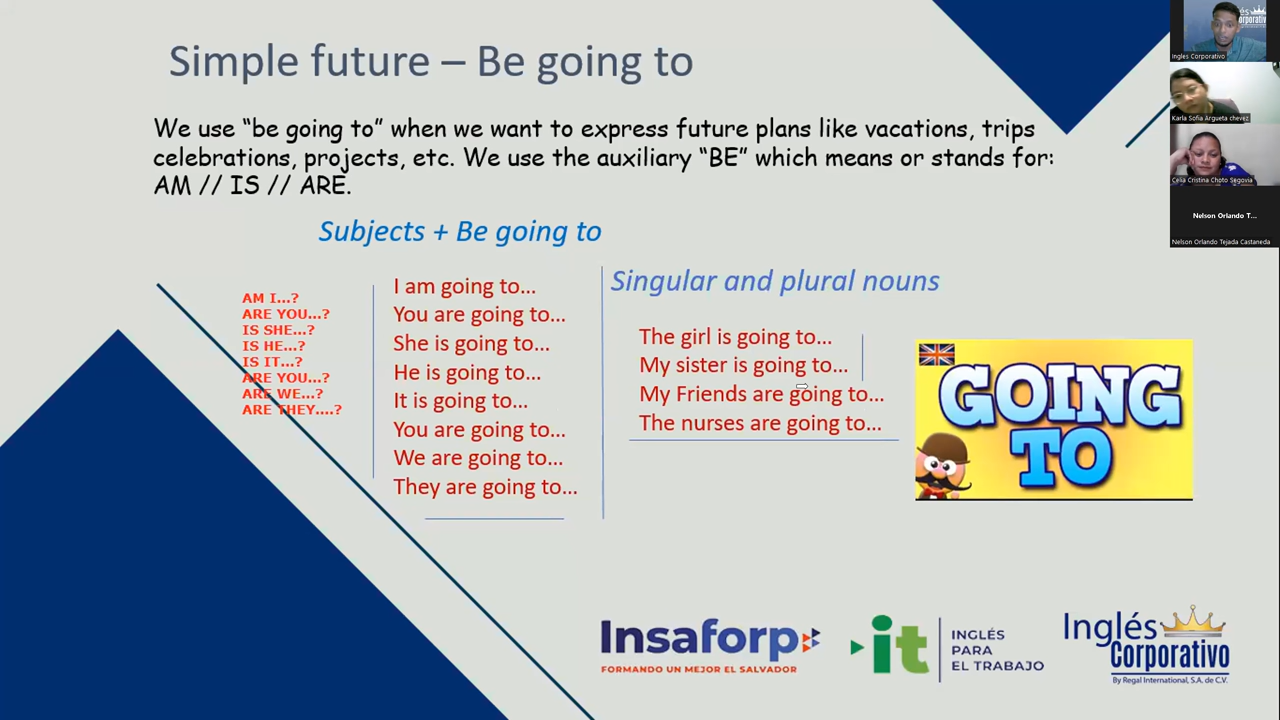 Simple future – Be going to
We use “be going to” when we want to express future plans like vacations, trips
celebrations, projects, etc. We use the auxiliary “BE” which means or stands for:
AM // IS // ARE.
Subjects + Be going to
AM I...?
ARE YOU...?
IS SHE...?
IS HE...?
IS IT...?
ARE YOU...?
ARE WE...?
ARE THEY....?
I am going to...
You are going to...
She is going to...
He is going to...
It is going to...
You are going to...
We are going to...
They are going to...
Singular and plural nouns
The girl is going to...
My sister is going to...
My Friends are going to...
The nurses are going to...
GOING
TO
Insaforp
FORMANDO UN MEJOR EL SALVADOR
it
INGLÉS
PARA
EL TRABAJO
Inglés
Corporativo
By Regal International, S.A. de C.V.
Ingles Corporativo
Karla Sofia Argueta chevez
Celia Cristina Choto Segovia
Nelson Orlando T...
Nelson Orlando Tejada Castaneda